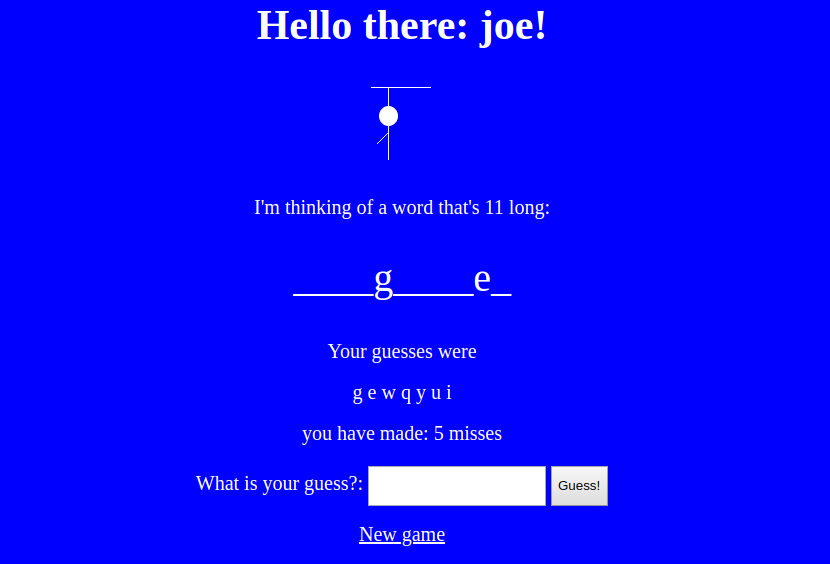 Hello there: joe!
I'm thinking of a word that's 11 long:
____g____e_
Your guesses were
g e w q y u i
you have made: 5 misses
What is your guess?: Guess!
New game